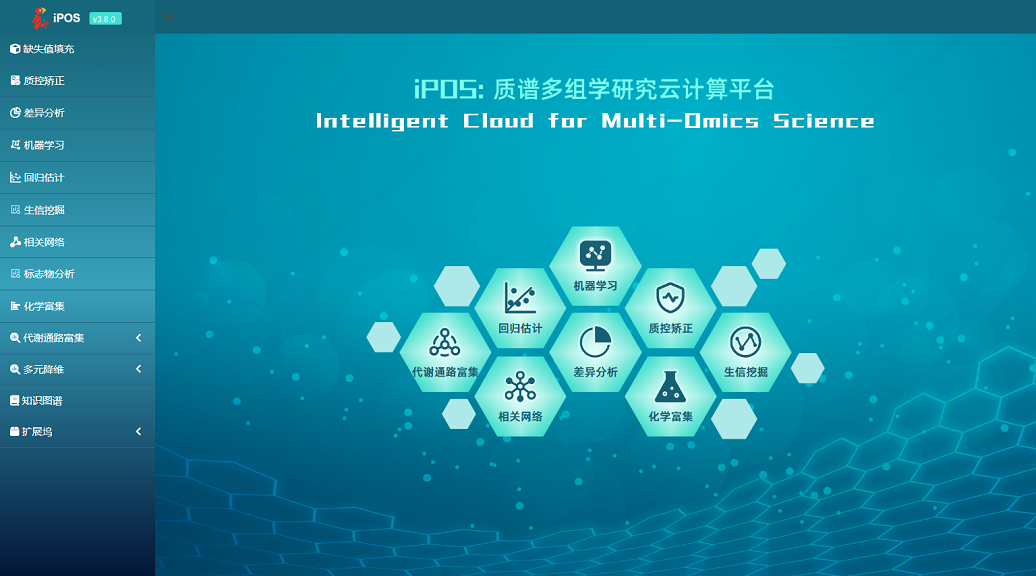 iPOS v3.8.0
缺失值填充
质控矫正
差异分析
机器学习
回归估计
生信挖掘
相关网络
标志物分析
化学富集
代谢通路富集
多元降维
知识图谱
扩展坞
iPOS: 质谱多组学研究云计算平台
Intelligent Cloud for Multi-Omics Science
机器学习
回归估计
质控矫正
代谢通路富集
差异分析
生信挖掘
相关网络
化学富集